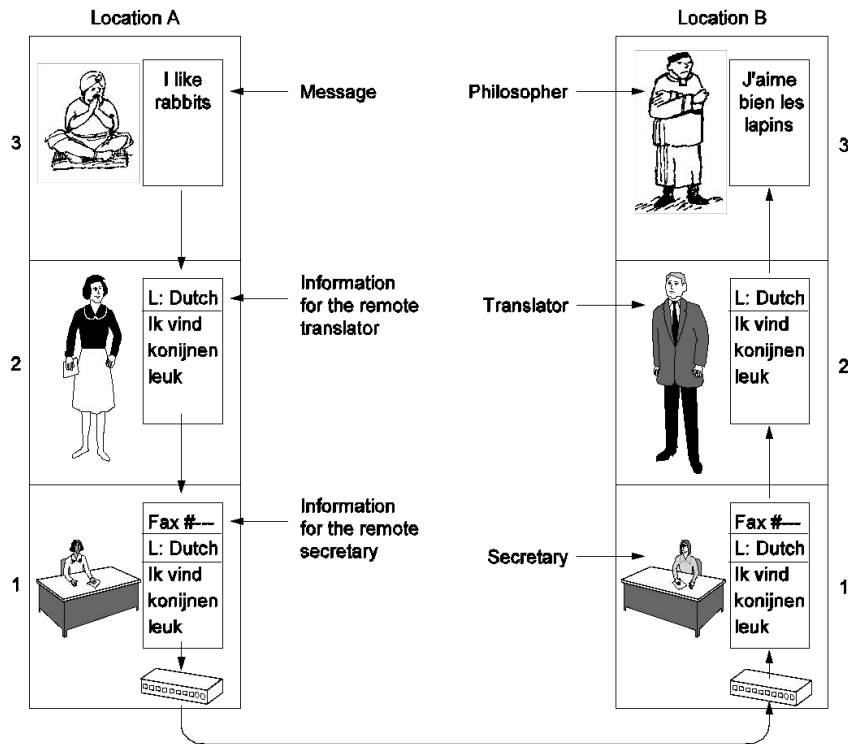 Location A
Location B
I like
rabbits
Message
Philosopher
J'aime
bien les
lapins
3
3
L: Dutch
Ik vind
konijnen
leuk
Information
for the remote
translator
Translator
L: Dutch
Ik vind
konijnen
leuk
2
2
Fax #---
L: Dutch
Ik vind
konijnen
leuk
Information
for the remote
secretary
Secretary
Fax #---
L: Dutch
Ik vind
konijnen
leuk
1
1